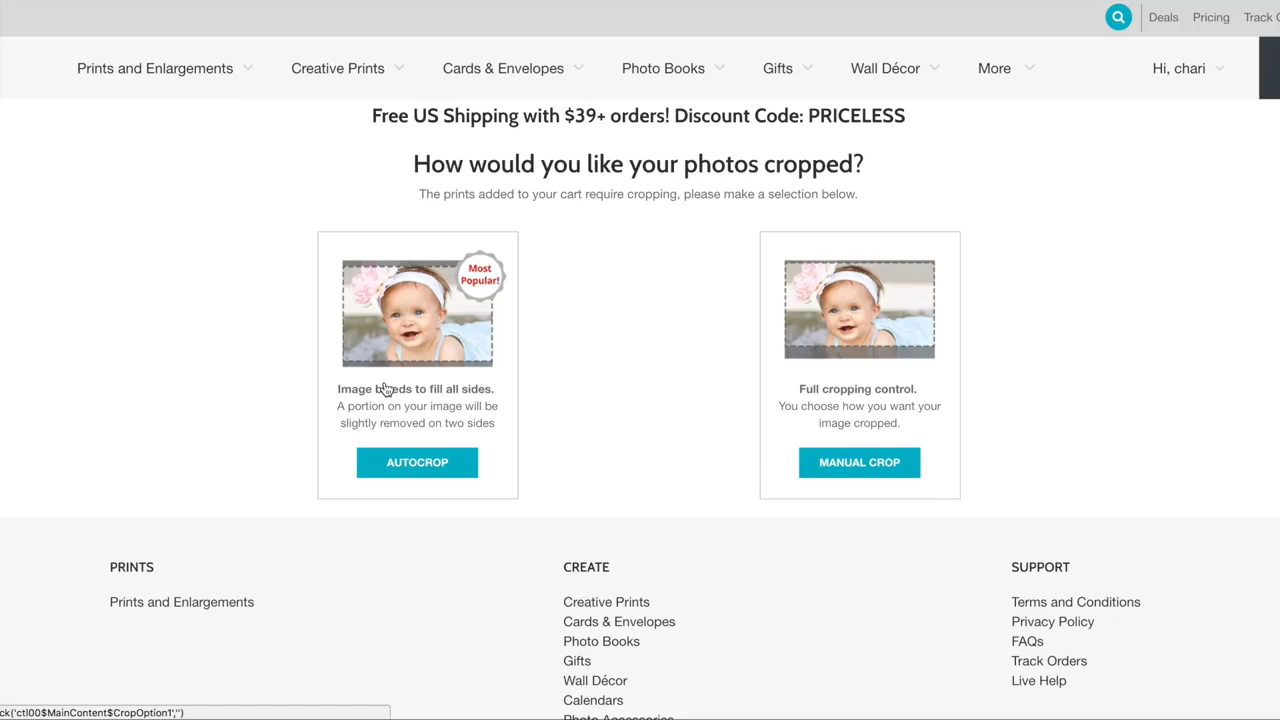 Deals Pricing Track
Prints and Enlargements Creative Prints Cards & Envelopes Photo Books Gifts Wall Décor More Hi, chari
Free US Shipping with $39+ orders! Discount Code: PRICELESS
How would you like your photos cropped?
The prints added to your cart require cropping, please make a selection below.
Most
Popular!
Image bleeds to fill all sides.
A portion on your image will be
slightly removed on two sides
AUTOCROP
Full cropping control.
You choose how you want your
image cropped.
MANUAL CROP
PRINTS
Prints and Enlargements
CREATE
Creative Prints
Cards & Envelopes
Photo Books
Gifts
Wall Décor
Calendars
Photo Accessories
SUPPORT
Terms and Conditions
Privacy Policy
FAQs
Track Orders
Live Help
ck('ctl00$MainContent$CropOption1','')